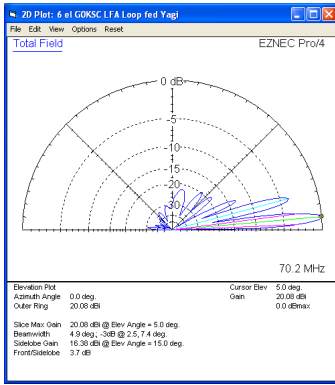 2D Plot: 6 el G0KSC LFA Loop fed Yagi
File Edit View Options Reset
Total Field
EZNEC Pro/4
0 dB
-5
-10
-15
-20
-30
70.2 MHz
Elevation Plot
Cursor Elev 5.0 deg.
Azimuth Angle 0.0 deg.
Gain 20.08 dBi
Outer Ring 20.08 dBi
0.0 dBmax
Slice Max Gain 20.08 dBi @ Elev Angle = 5.0 deg.
Beamwidth 4.9 deg.; -3dB @ 2.5, 7.4 deg.
Sidelobe Gain 16.38 dBi @ Elev Angle = 15.0 deg.
Front/Sidelobe 3.7 dB